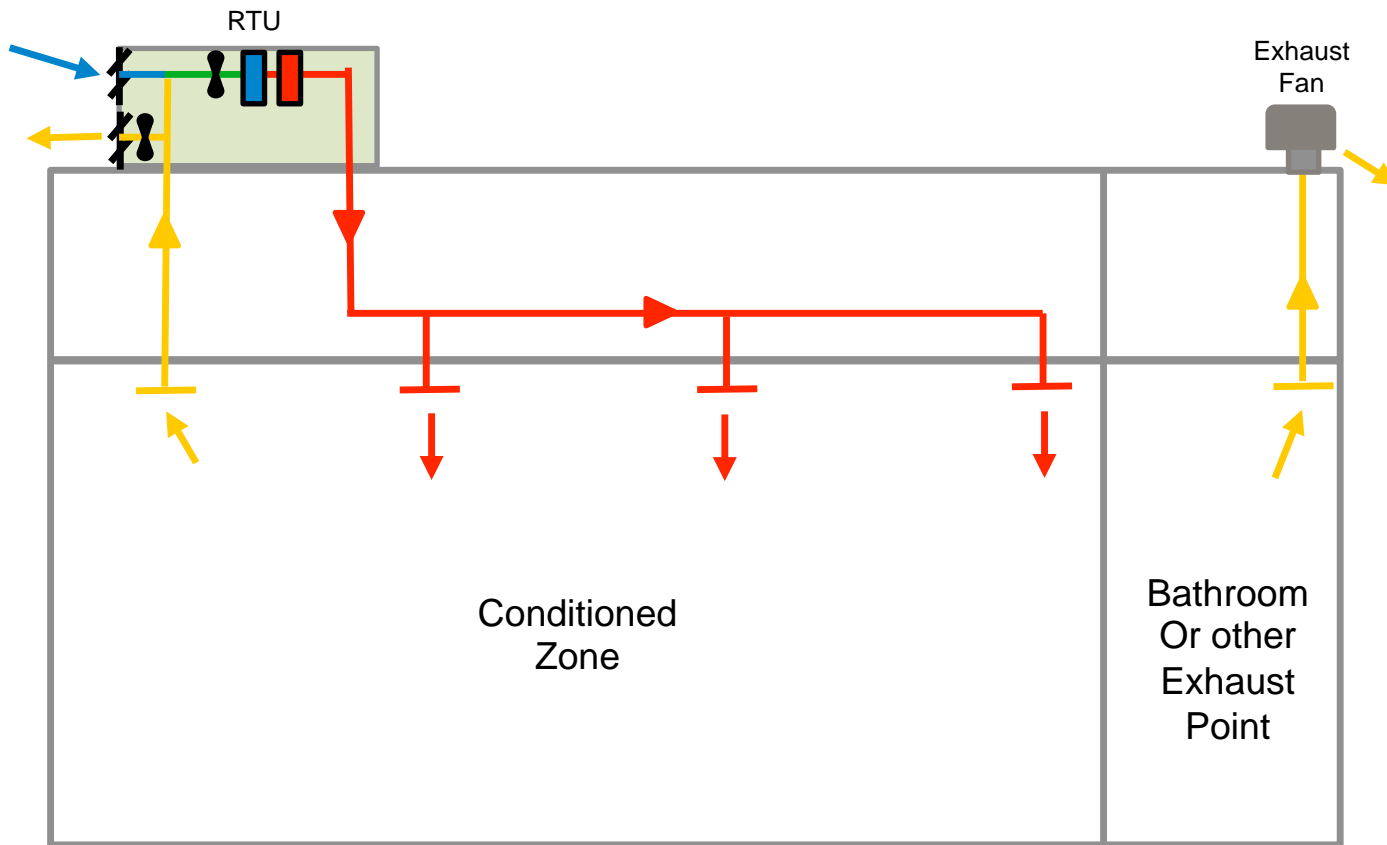 RTU
Exhaust
Fan
Conditioned
Zone
Bathroom
Or other
Exhaust
Point